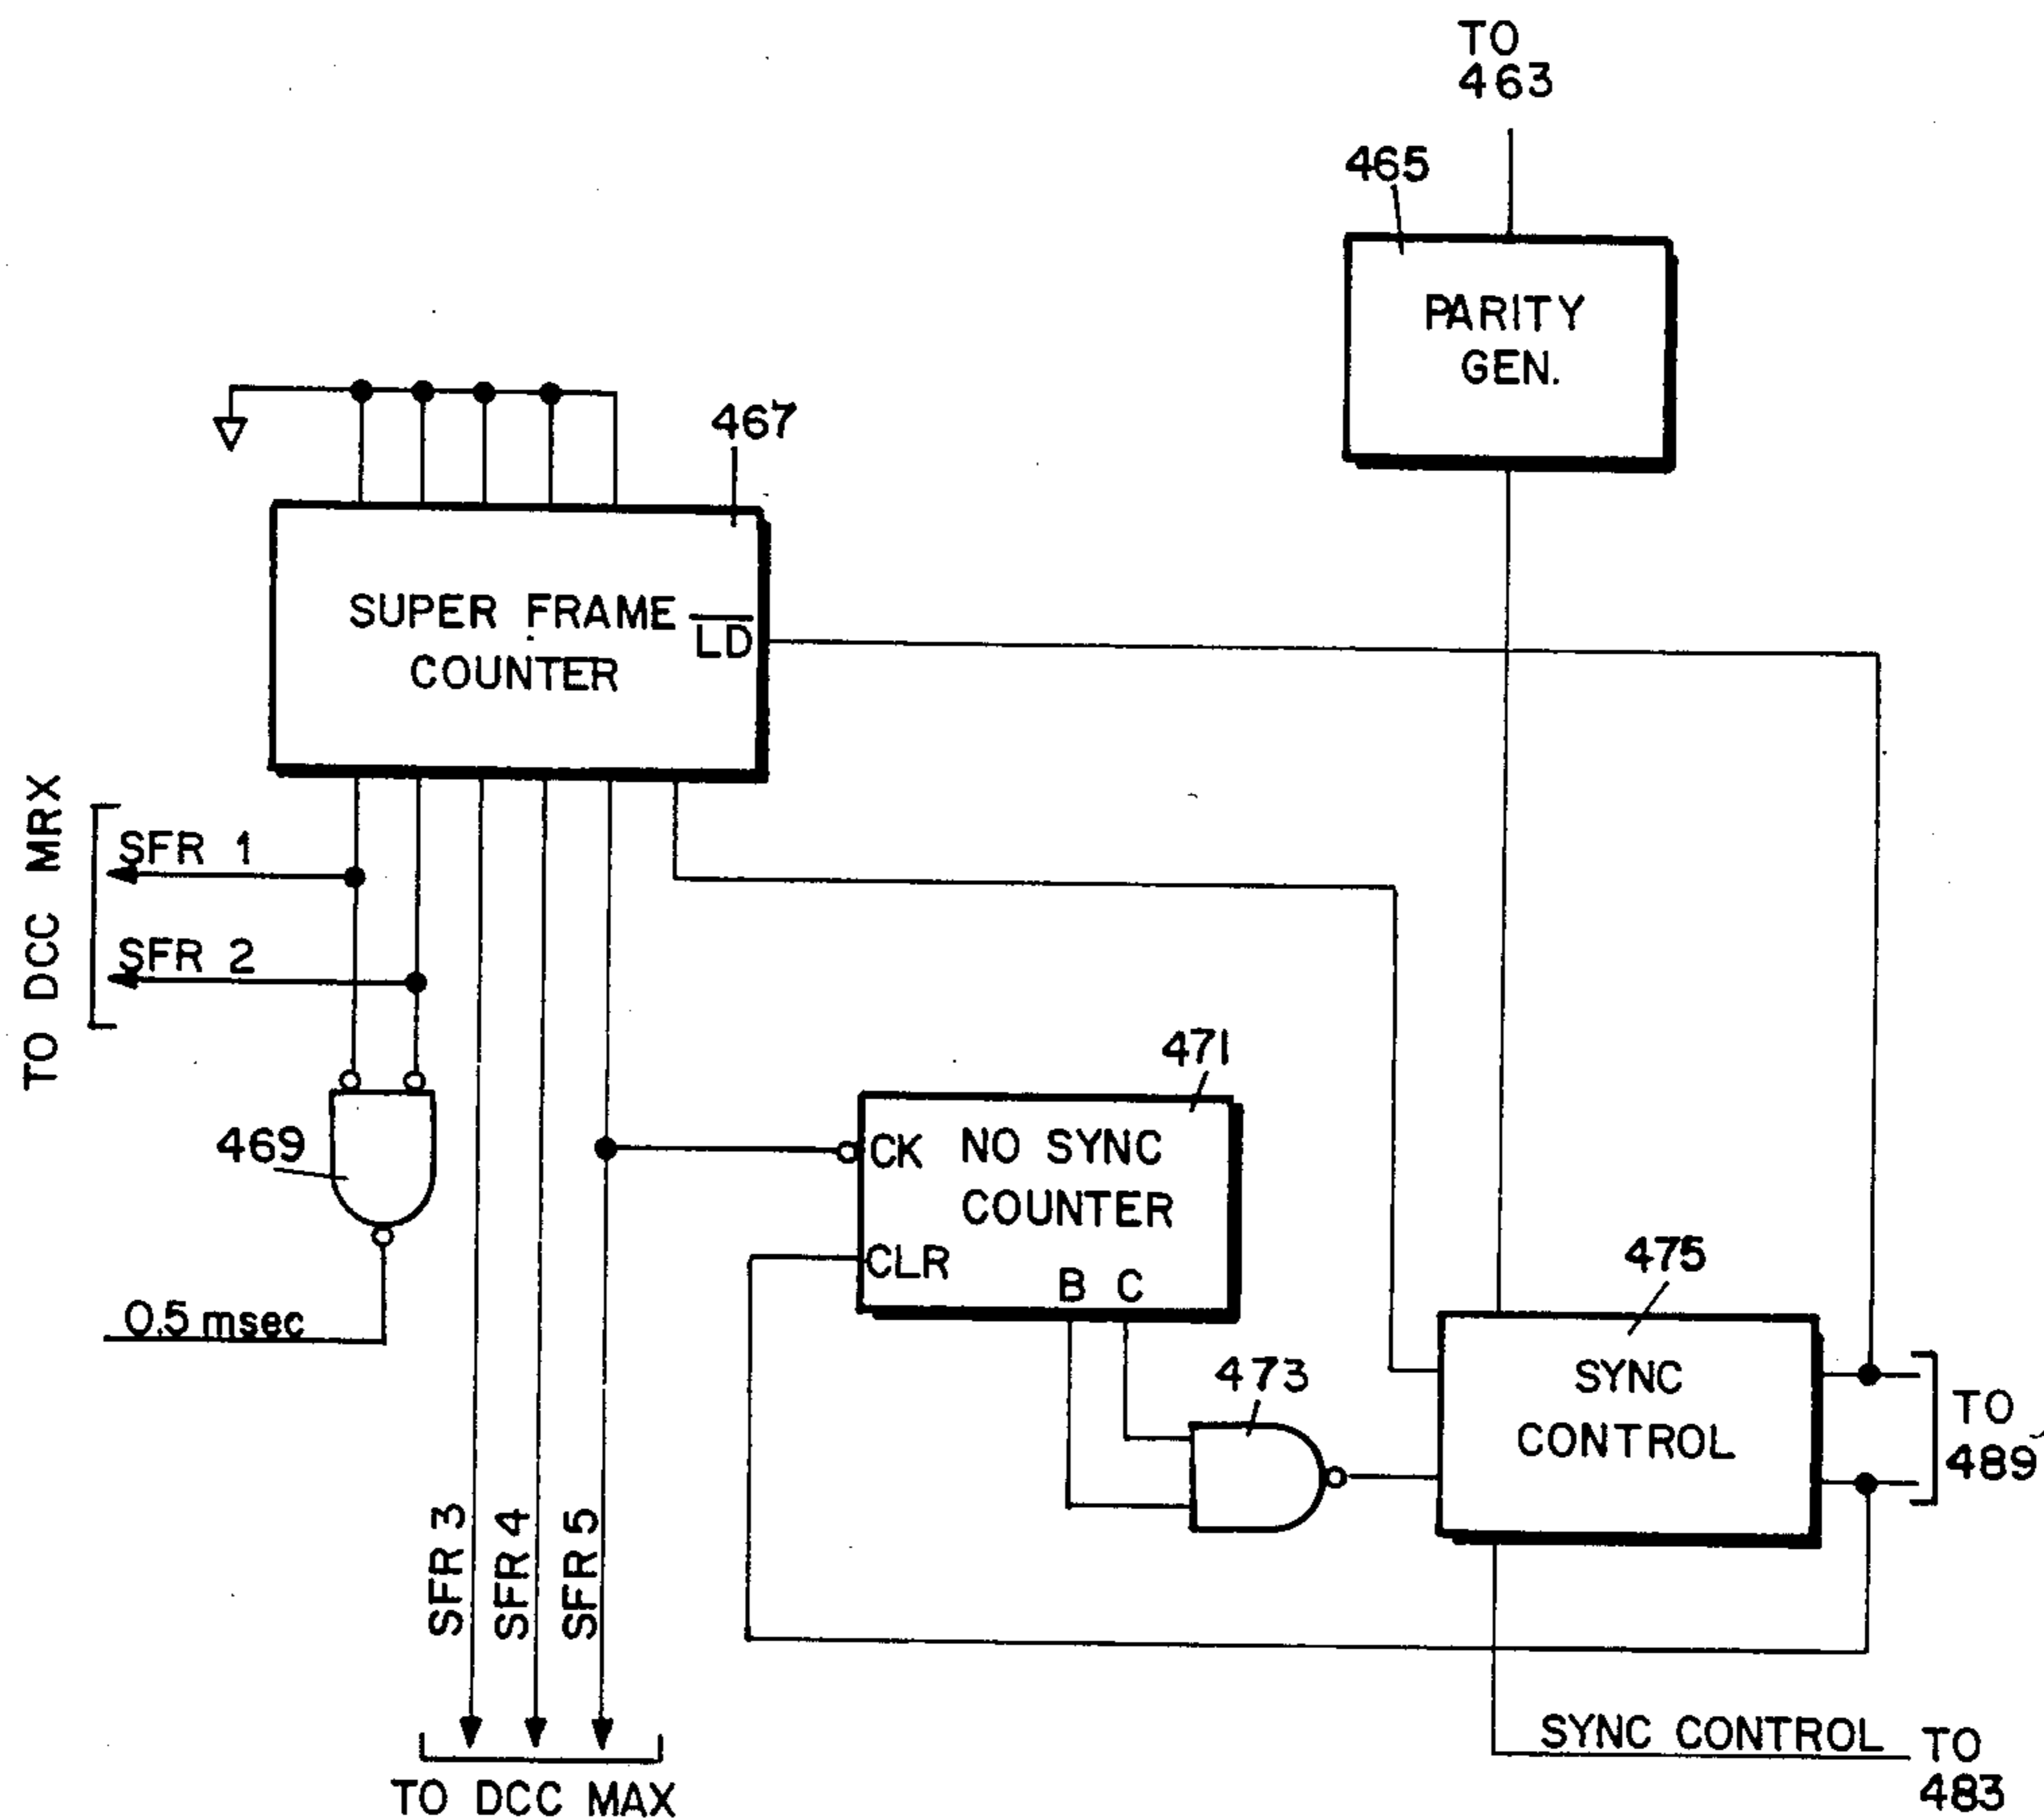 TO
463
465
PARITY
GEN.
467
SUPER FRAME
COUNTER
LD
TO DCC MRX
SFR 1
SFR 2
469
0.5 msec
471
CK
NO SYNC
COUNTER
CLR
B C
473
475
SYNC
CONTROL
TO
489
SFR 3
SFR 4
SFR 5
TO DCC MAX
SYNC CONTROL
TO
483